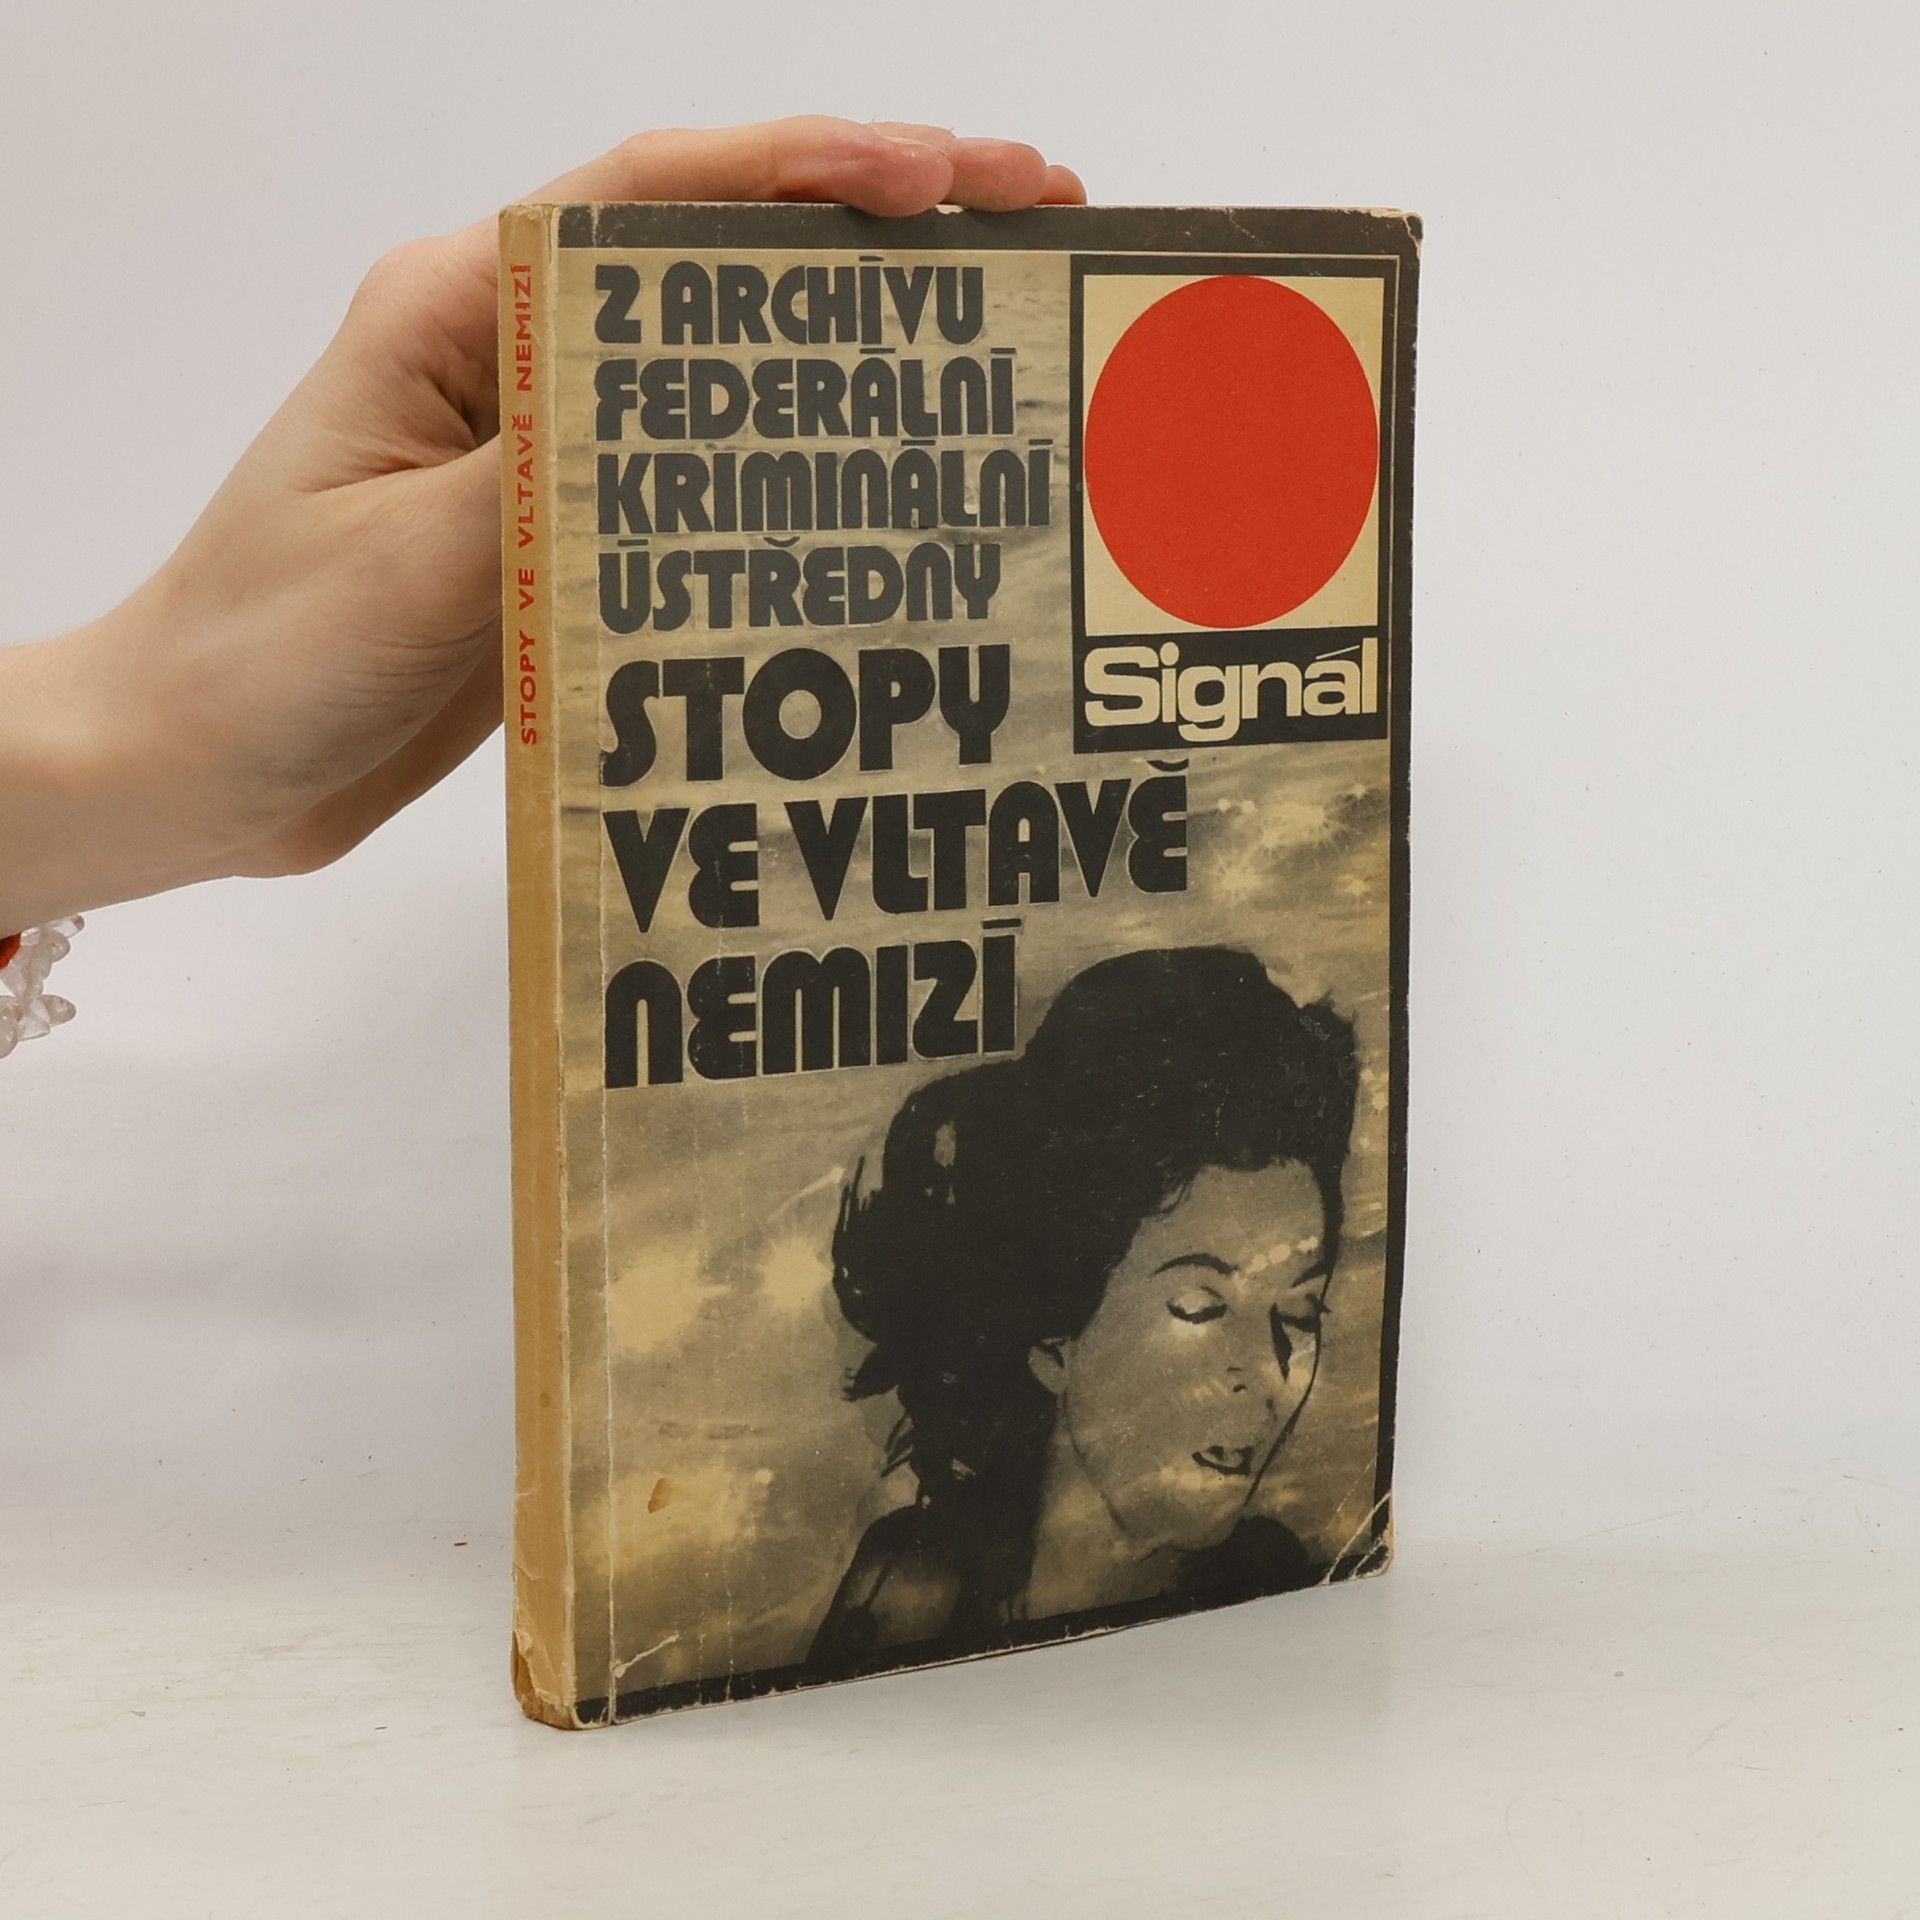 STOPY VE VLTAVĚ NEMIZÍ
Z ARCHÍVU
FEDERÁLNÍ
KRIMINÁLNÍ
ÚSTŘEDNY
STOPY
VE VLTAVĚ
NEMIZÍ
Signál